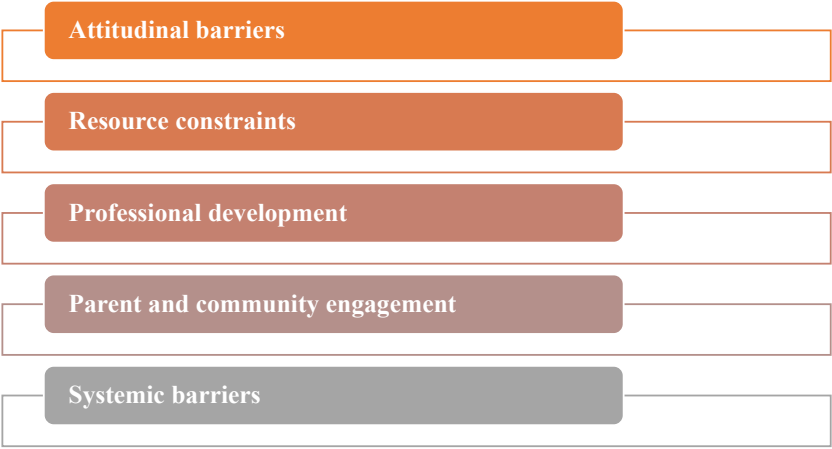 Attitudinal barriers
Resource constraints
Professional development
Parent and community engagement
Systemic barriers